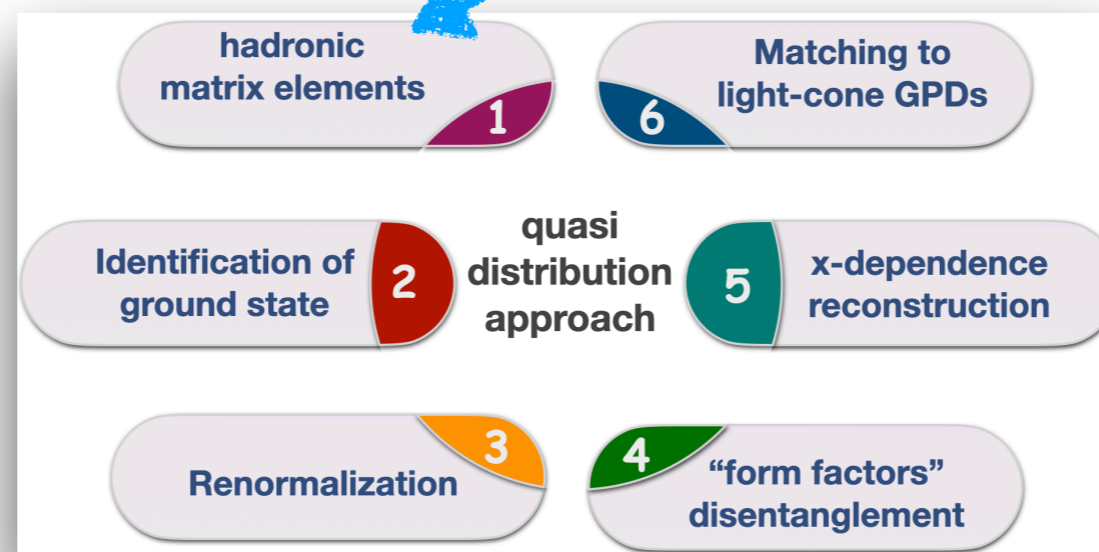 hadronic
matrix elements
1
Identification of
ground state
2
Renormalization
3
quasi
distribution
approach
4
“form factors”
disentanglement
5
x-dependence
reconstruction
6
Matching to
light-cone GPDs